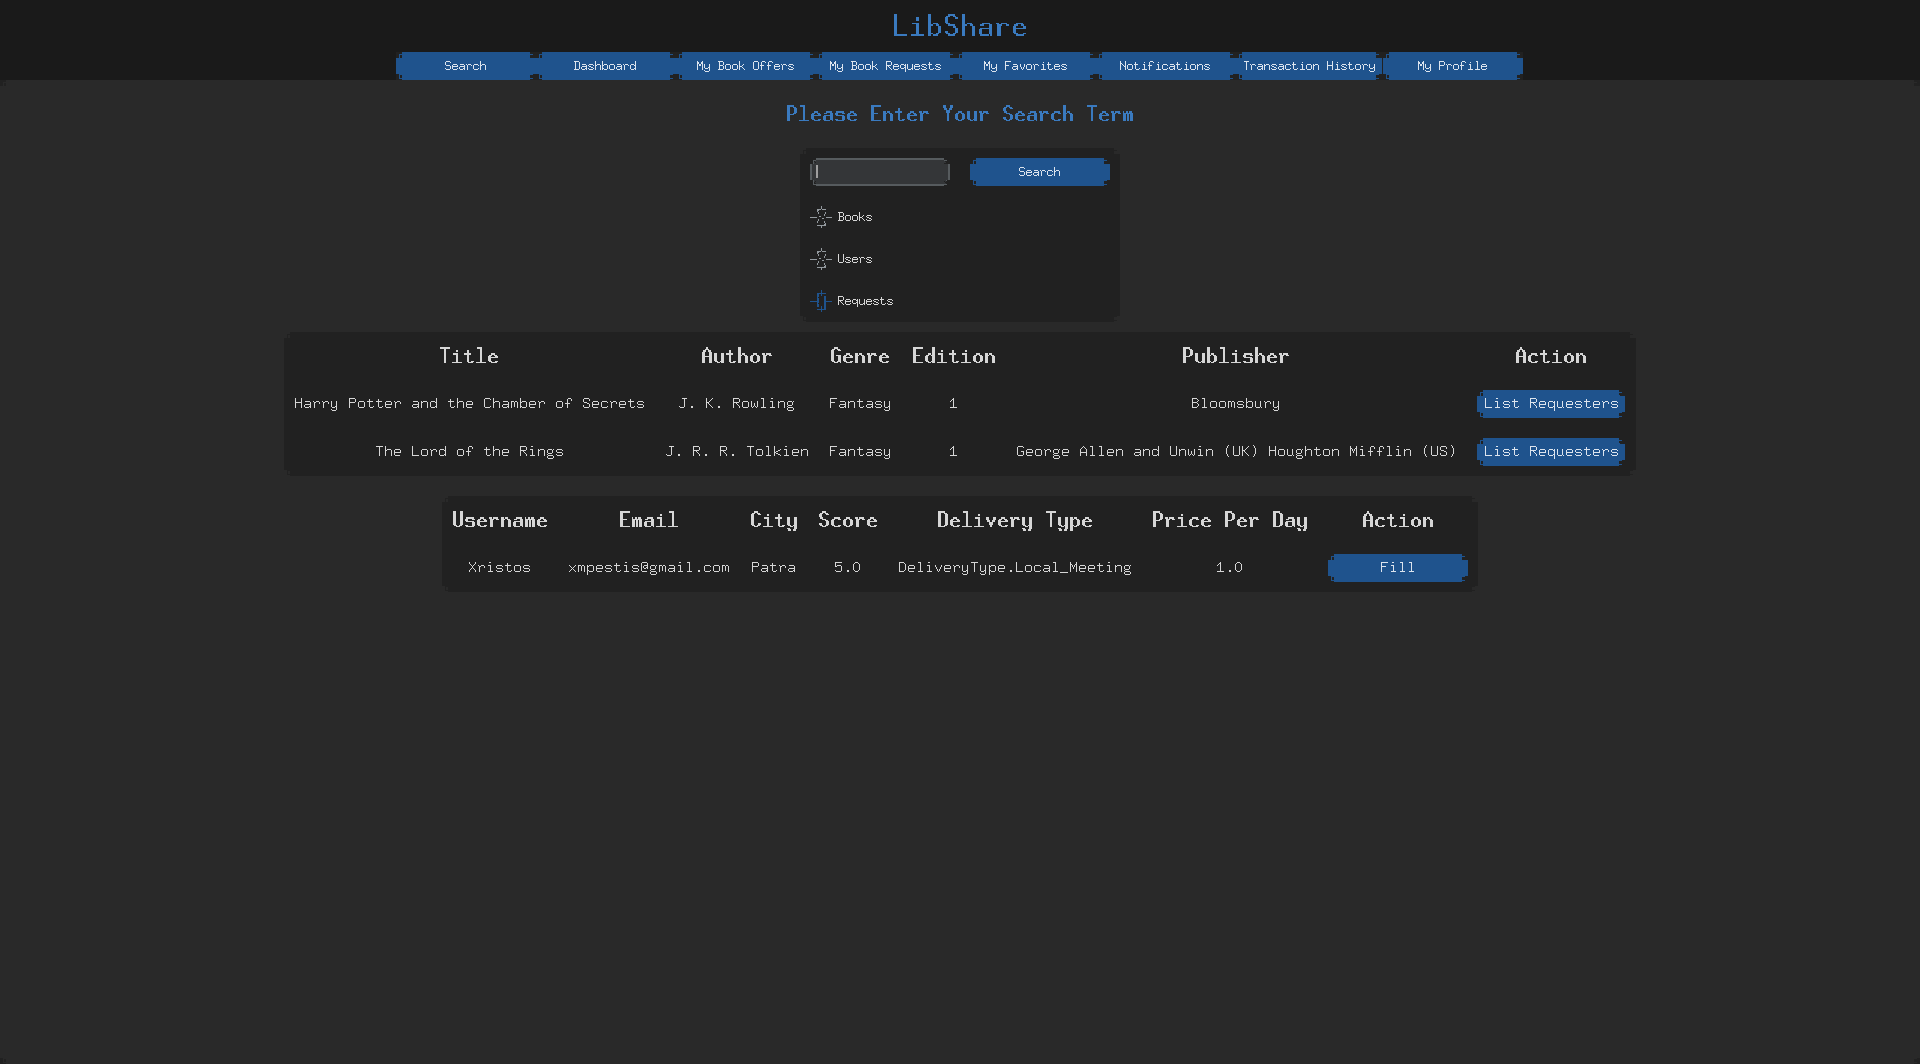 LibShare
Search Dashboard My Book Offers My Book Requests My Favorites Notifications Transaction History My Profile
Please Enter Your Search Term
Search
Books
Users
Requests
Title Author Genre Edition Publisher Action
Harry Potter and the Chamber of Secrets J. K. Rowling Fantasy 1 Bloomsbury List Requesters
The Lord of the Rings J. R. R. Tolkien Fantasy 1 George Allen and Unwin (UK) Houghton Mifflin (US) List Requesters
Username Email City Score Delivery Type Price Per Day Action
Xristos xmpestis@gmail.com Patra 5.0 DeliveryType.Local_Meeting 1.0 Fill